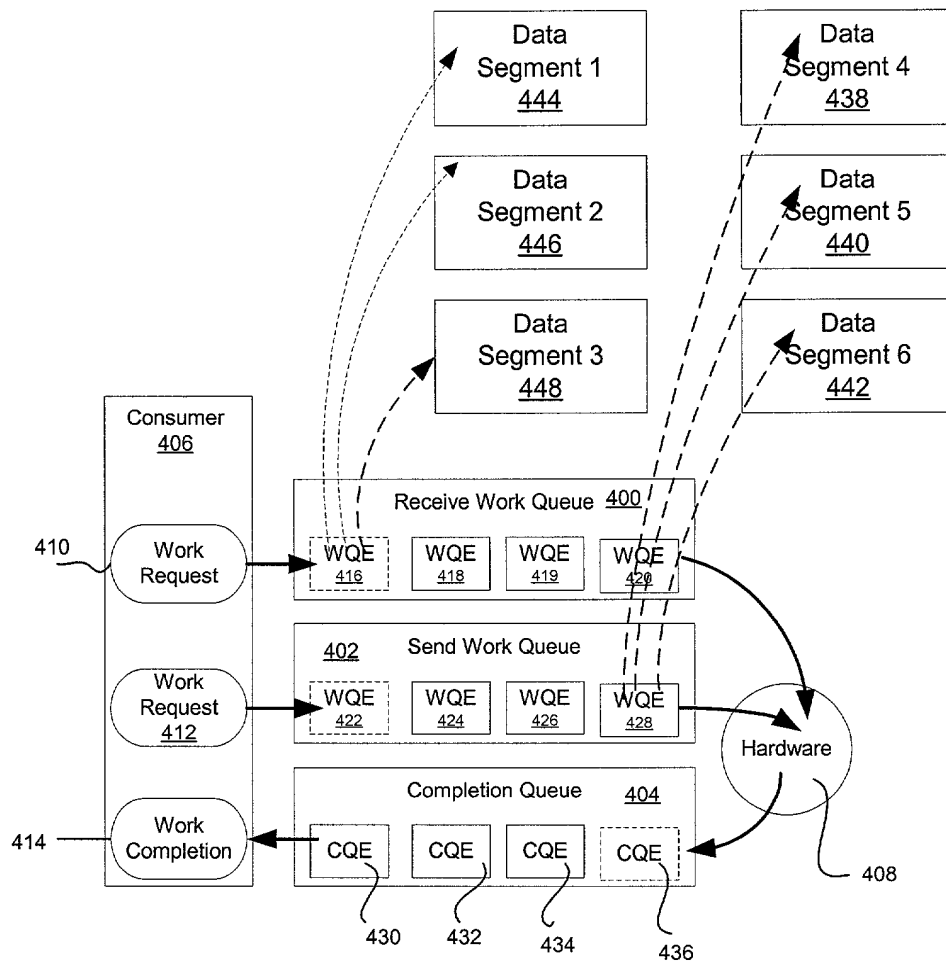 Data
Segment 1
444
Data
Segment 4
438
Data
Segment 2
446
Data
Segment 5
440
Data
Segment 3
448
Data
Segment 6
442
Consumer
406
Receive Work Queue 400
410
Work
Request
WQE
416
WQE
418
WQE
419
WQE
420
402
Send Work Queue
Work
Request
412
WQE
422
WQE
424
WQE
426
WQE
428
Hardware
Completion Queue
404
414
Work
Completion
CQE
CQE
CQE
CQE
408
430
432
434
436